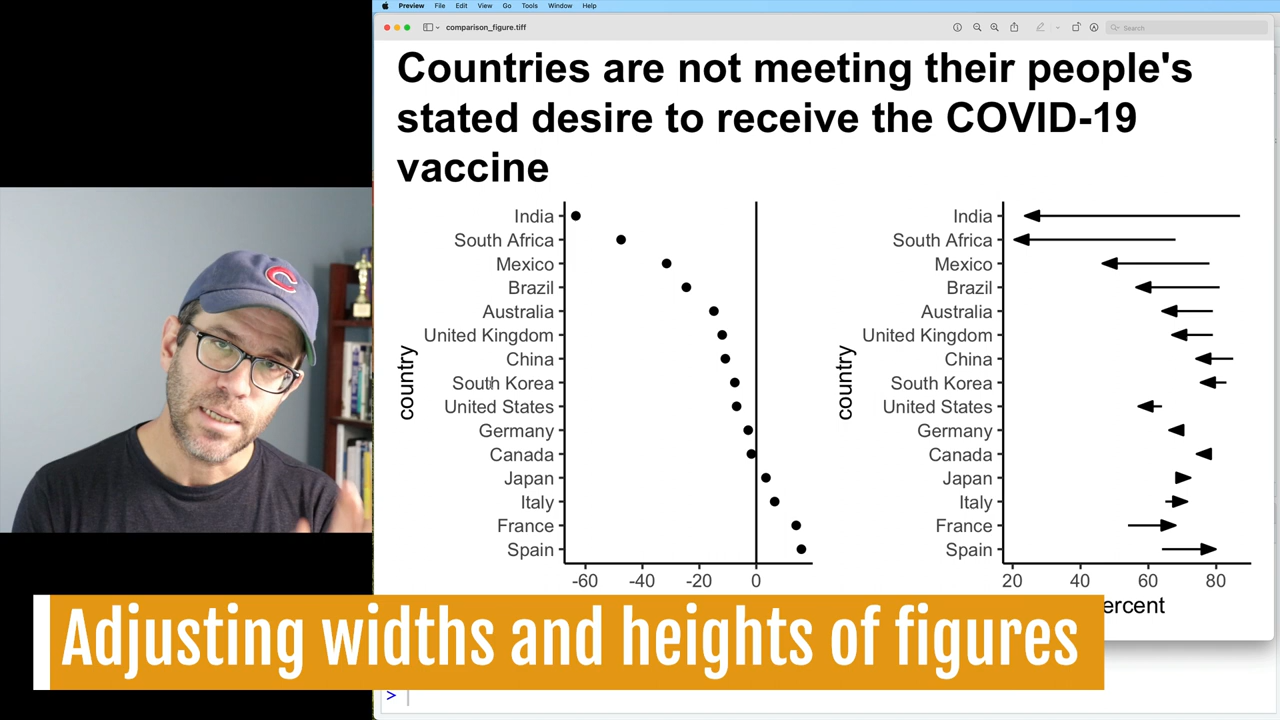 Preview File Edit View Go Tools Window Help
comparison_figure.tiff
Search
Countries are not meeting their people's
stated desire to receive the COVID-19
vaccine
country
India
South Africa
Mexico
Brazil
Australia
United Kingdom
China
South Korea
United States
Germany
Canada
Japan
Italy
France
Spain
-60 -40 -20 0
country
India
South Africa
Mexico
Brazil
Australia
United Kingdom
China
South Korea
United States
Germany
Canada
Japan
Italy
France
Spain
20 40 60 80
ercent
C
Adjusting widths and heights of figures
>